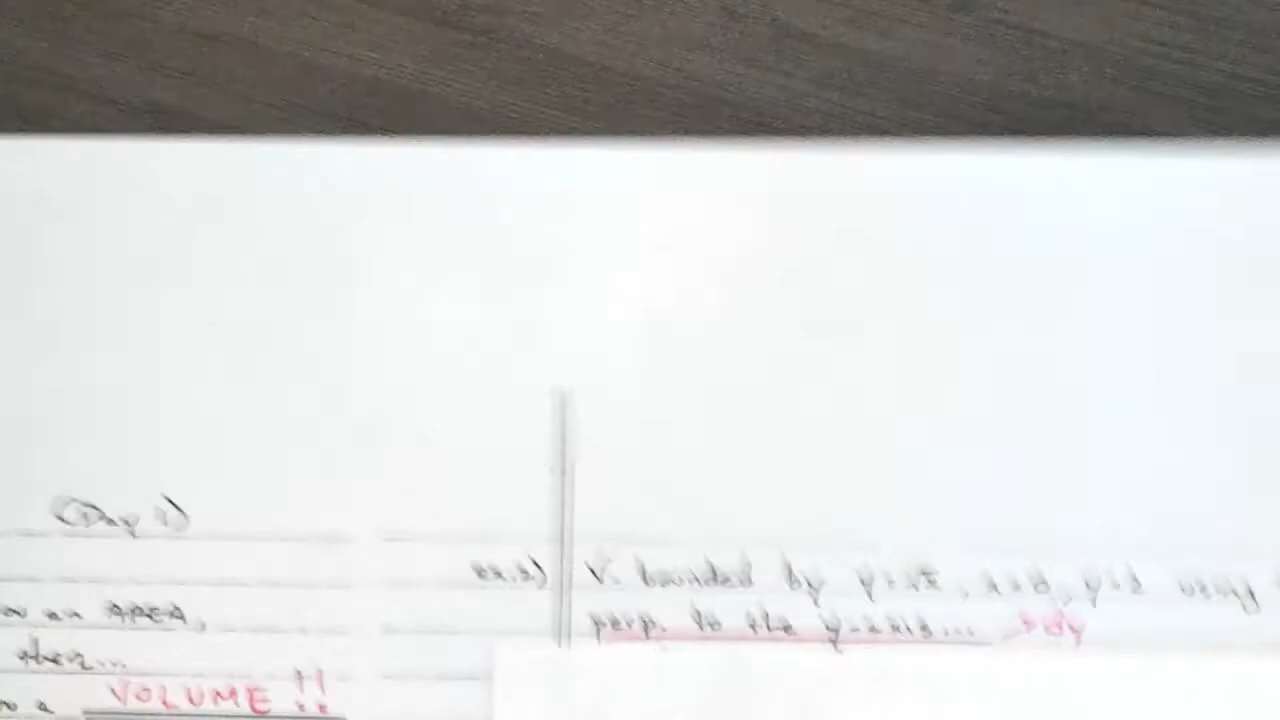 (Day 1)
an AREA,
then...
a VOLUME!!
ex. 2) V. bounded by y=√x, x=0, y=2 using
perp. to the y-axis... → dy